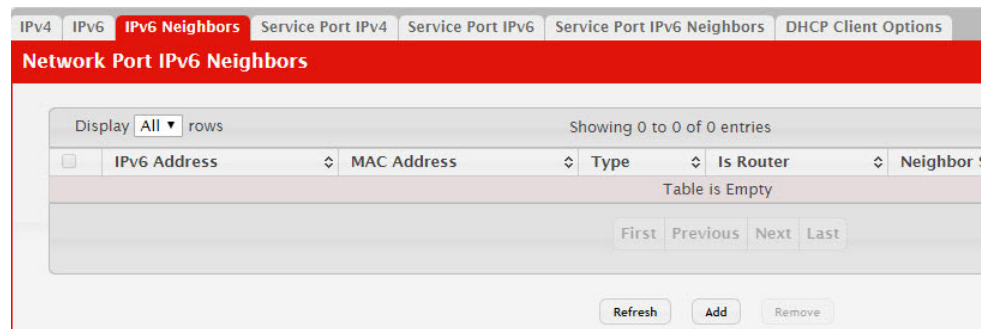 IPv4 IPv6 IPv6 Neighbors Service Port IPv4 Service Port IPv6 Service Port IPv6 Neighbors DHCP Client Options
Network Port IPv6 Neighbors
Display All rows Showing 0 to 0 of 0 entries
IPv6 Address MAC Address Type Is Router Neighbor
Table is Empty
First Previous Next Last
Refresh Add Remove